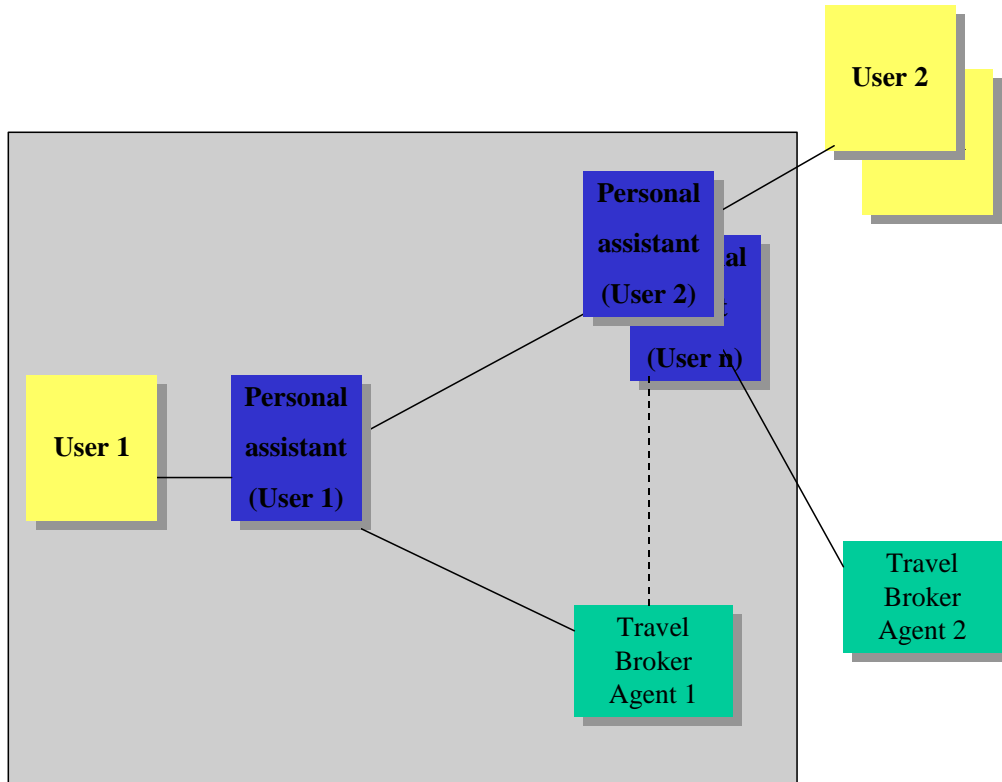 User 2
Personal
assistant
(User 2)
al
t
(User n)
Personal
assistant
(User 1)
User 1
Travel
Broker
Agent 2
Travel
Broker
Agent 1